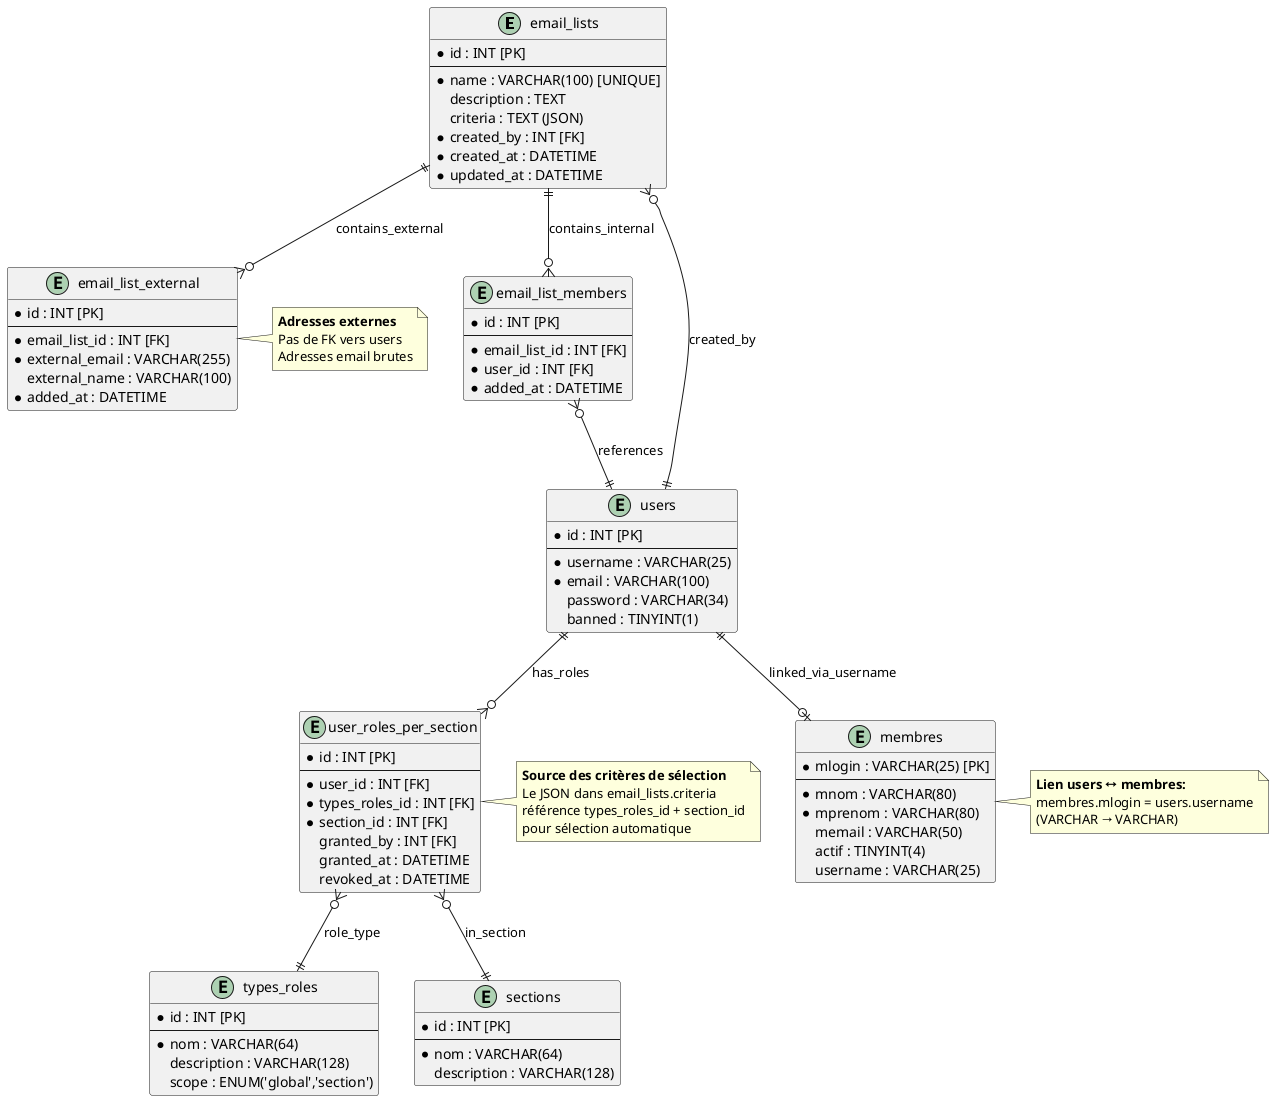 E email_lists
* id : INT [PK]
* name : VARCHAR(100) [UNIQUE]
description : TEXT
criteria : TEXT (JSON)
* created_by : INT [FK]
* created_at : DATETIME
* updated_at : DATETIME
contains_external
contains_internal
created_by
E email_list_external
* id : INT [PK]
* email_list_id : INT [FK]
* external_email : VARCHAR(255)
external_name : VARCHAR(100)
* added_at : DATETIME
Adresses externes
Pas de FK vers users
Adresses email brutes
E email_list_members
* id : INT [PK]
* email_list_id : INT [FK]
* user_id : INT [FK]
* added_at : DATETIME
references
E users
* id : INT [PK]
* username : VARCHAR(25)
* email : VARCHAR(100)
password : VARCHAR(34)
banned : TINYINT(1)
has_roles
linked_via_username
E user_roles_per_section
* id : INT [PK]
* user_id : INT [FK]
* types_roles_id : INT [FK]
* section_id : INT [FK]
granted_by : INT [FK]
granted_at : DATETIME
revoked_at : DATETIME
Source des critères de sélection
Le JSON dans email_lists.criteria
référence types_roles_id + section_id
pour sélection automatique
E membres
* mlogin : VARCHAR(25) [PK]
* mnom : VARCHAR(80)
* mprenom : VARCHAR(80)
memail : VARCHAR(50)
actif : TINYINT(4)
username : VARCHAR(25)
Lien users ↔ membres:
membres.mlogin = users.username
(VARCHAR → VARCHAR)
role_type
in_section
E types_roles
* id : INT [PK]
* nom : VARCHAR(64)
description : VARCHAR(128)
scope : ENUM('global','section')
E sections
* id : INT [PK]
* nom : VARCHAR(64)
description : VARCHAR(128)